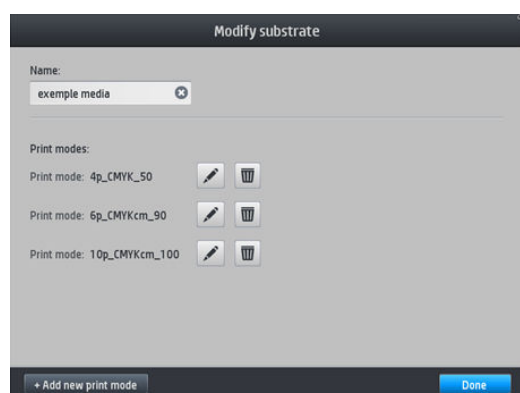 Modify substrate
Name:
exemple media
Print modes:
Print mode: 4p_CMYK_50
Print mode: 6p_CMYKcm_90
Print mode: 10p_CMYKcm_100
+ Add new print mode
Done